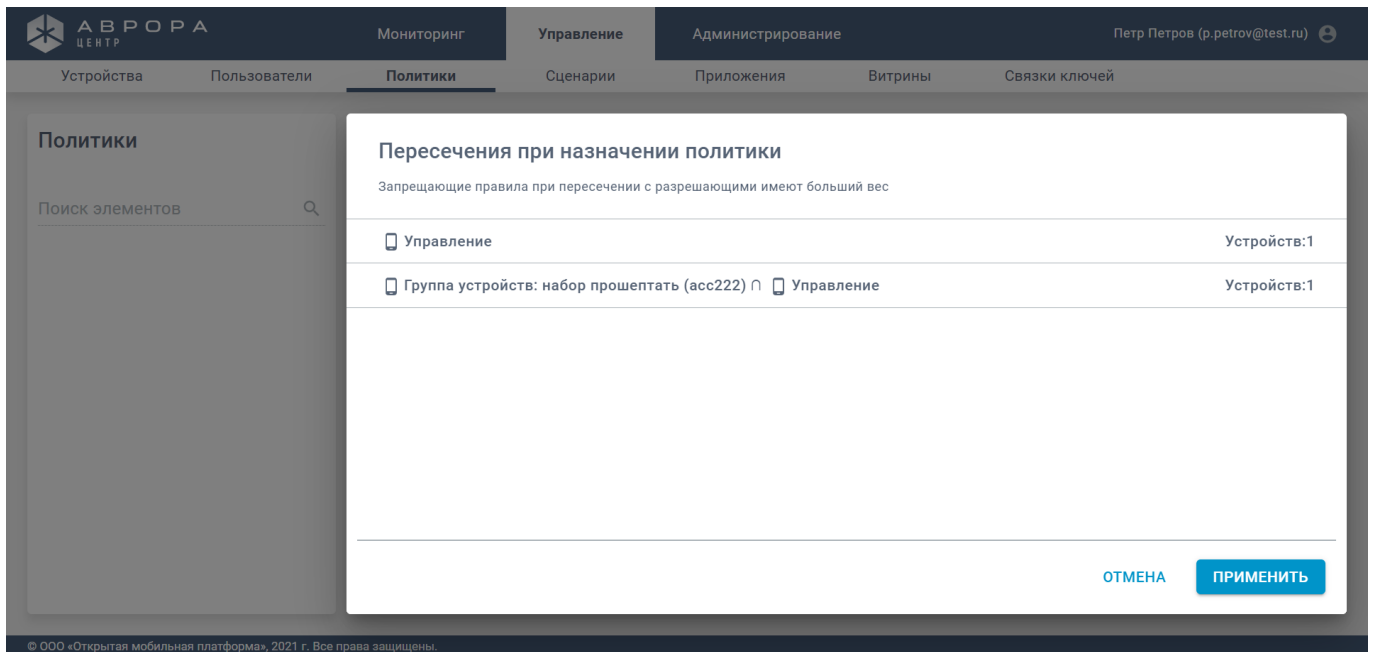 АВРОРА
ЦЕНТР
Мониторинг Управление Администрирование Петр Петров (p.petrov@test.ru)
Устройства Пользователи Политики Сценарии Приложения Витрины Связки ключей
Политики
Поиск элементов
Пересечения при назначении политики
Запрещающие правила при пересечении с разрешающими имеют больший вес
Управление Устройств:1
Группа устройств: набор прошептать (acc222) ∩ Управление Устройств:1
ОТМЕНА ПРИМЕНИТЬ
© ООО «Открытая мобильная платформа», 2021 г. Все права защищены.